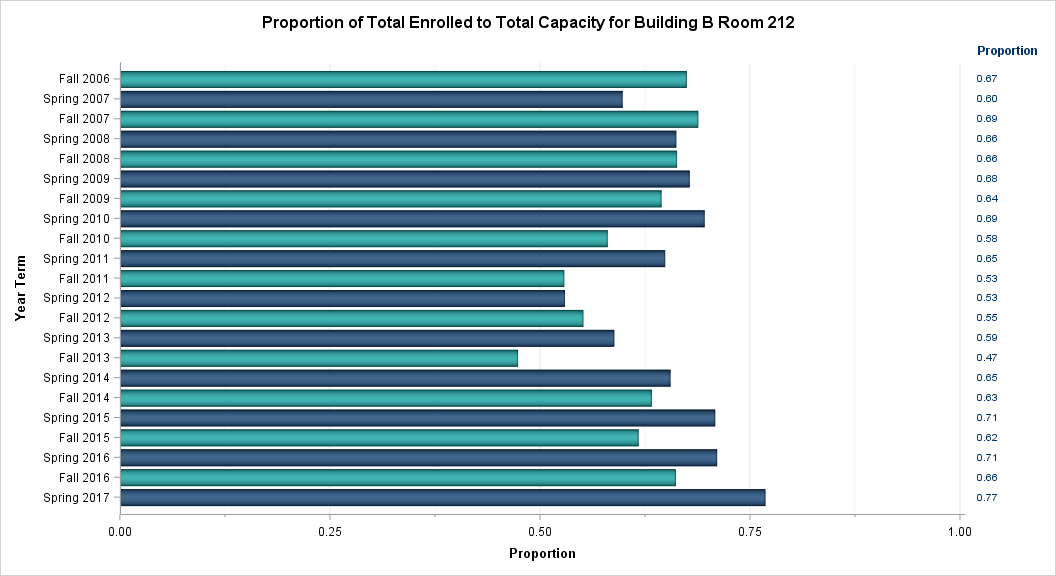 Proportion of Total Enrolled to Total Capacity for Building B Room 212
Proportion
Fall 2006 0.67
Spring 2007 0.60
Fall 2007 0.69
Spring 2008 0.66
Fall 2008 0.66
Spring 2009 0.68
Fall 2009 0.64
Spring 2010 0.69
Fall 2010 0.58
Spring 2011 0.65
Fall 2011 0.53
Spring 2012 0.53
Fall 2012 0.55
Spring 2013 0.59
Fall 2013 0.47
Spring 2014 0.65
Fall 2014 0.63
Spring 2015 0.71
Fall 2015 0.62
Spring 2016 0.71
Fall 2016 0.66
Spring 2017 0.77
Year Term
0.00 0.25 0.50 0.75 1.00
Proportion